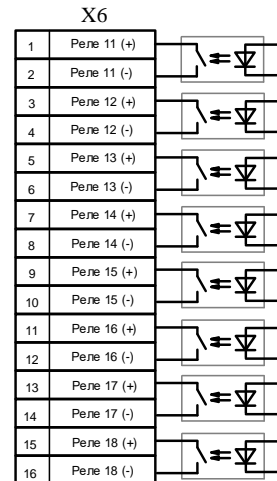 X6
1 Реле 11 (+)
2 Реле 11 (-)
3 Реле 12 (+)
4 Реле 12 (-)
5 Реле 13 (+)
6 Реле 13 (-)
7 Реле 14 (+)
8 Реле 14 (-)
9 Реле 15 (+)
10 Реле 15 (-)
11 Реле 16 (+)
12 Реле 16 (-)
13 Реле 17 (+)
14 Реле 17 (-)
15 Реле 18 (+)
16 Реле 18 (-)